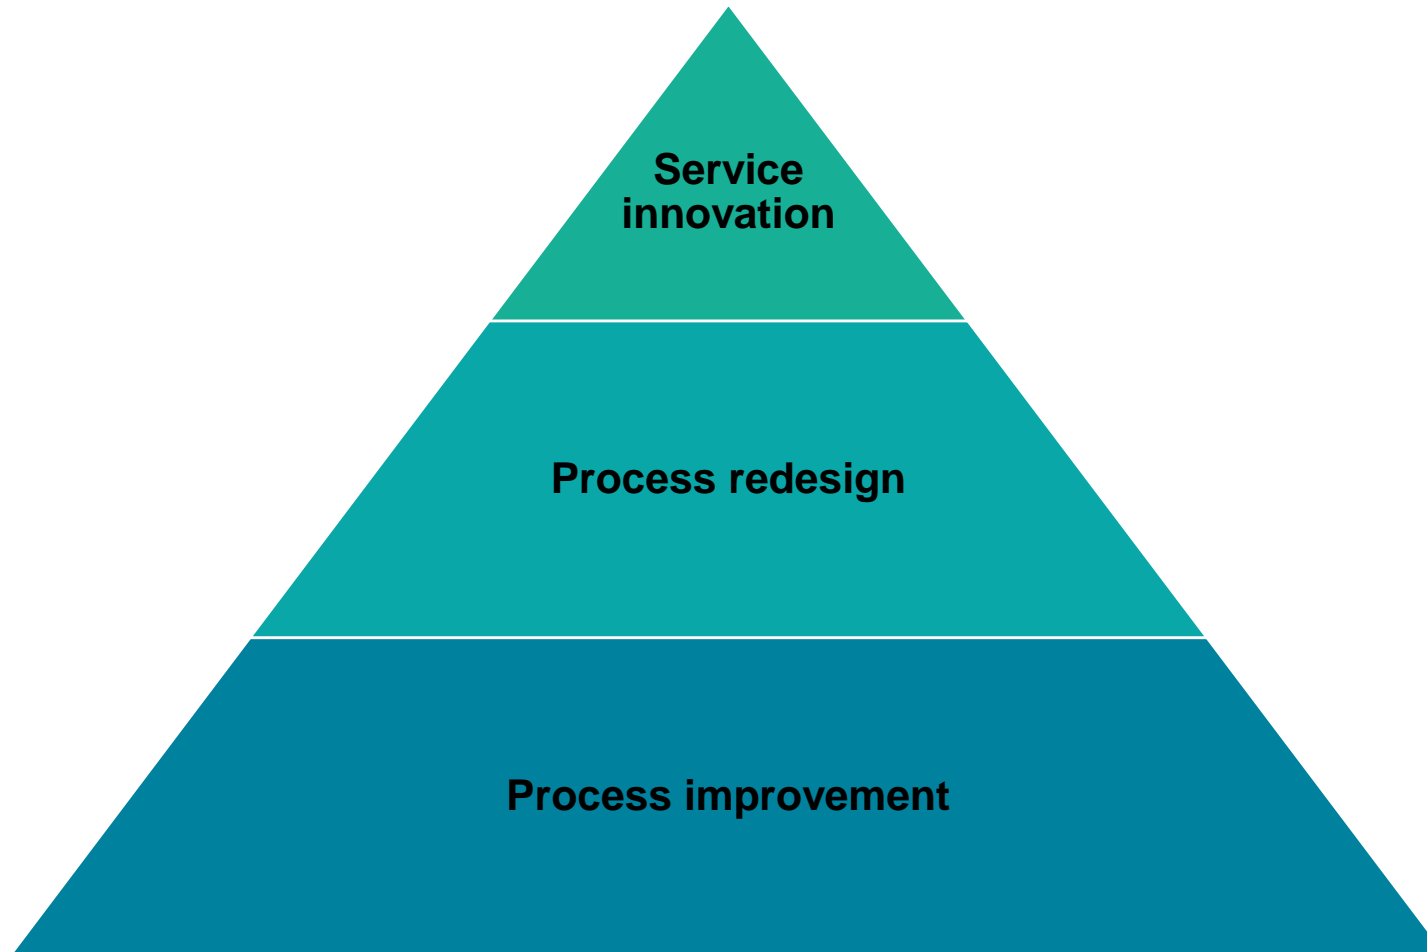 Service
innovation
Process redesign
Process improvement